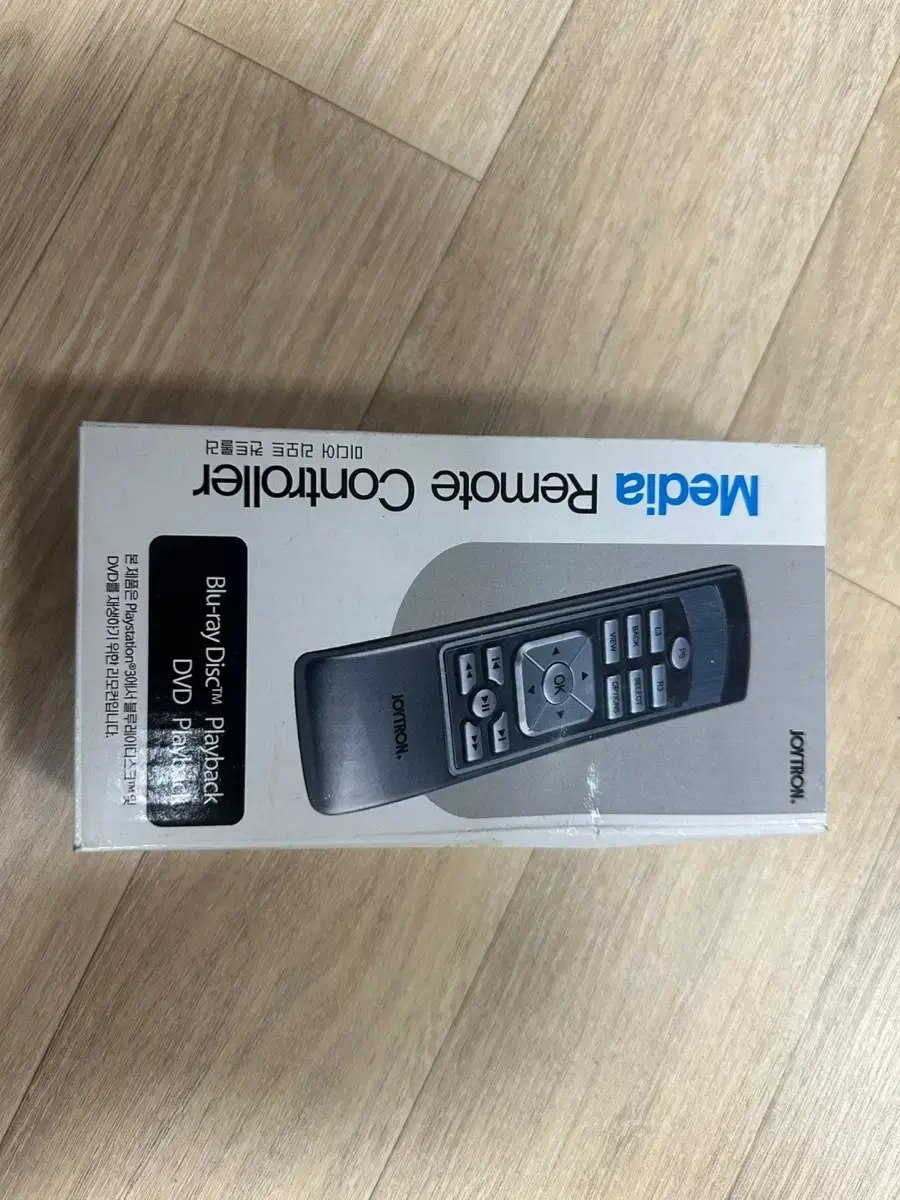 JOYTRON®
Media Remote Controller
미디어 리모트 컨트롤러
PS
L3
R3
BACK
SELECT
VIEW
OPTIONS
OK
JOYTRON®
Blu-ray Disc™ Playback
DVD Playback
본 제품은 Playstation®3에서 블루레이디스크™ 및
DVD를 재생하기 위한 리모컨입니다.